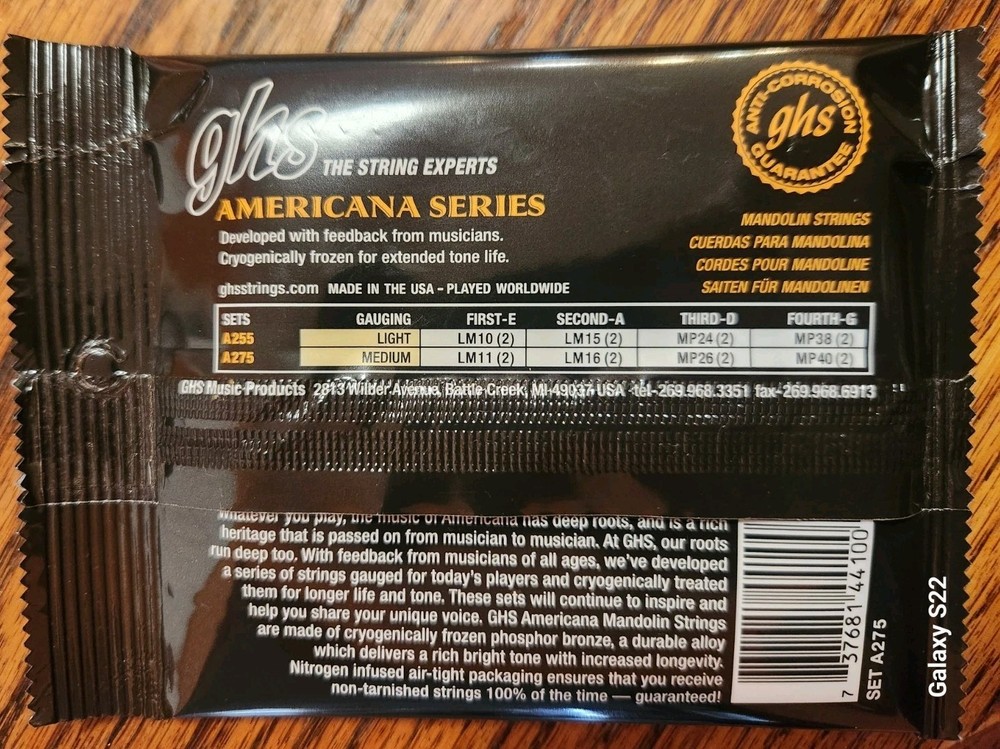 ghs THE STRING EXPERTS
AMERICANA SERIES
Developed with feedback from musicians.
Cryogenically frozen for extended tone life.
ghsstrings.com MADE IN THE USA - PLAYED WORLDWIDE
ANTI-CORROSION
ghs
GUARANTEE
MANDOLIN STRINGS
CUERDAS PARA MANDOLINA
CORDES POUR MANDOLINE
SAITEN FÜR MANDOLINEN
SETS GAUGING FIRST-E SECOND-A THIRD-D FOURTH-G
A255 LIGHT LM10 (2) LM15 (2) MP24 (2) MP38 (2)
A275 MEDIUM LM11 (2) LM16 (2) MP26 (2) MP40 (2)
GHS Music Products 2813 Wilder Avenue, Battle Creek, MI 49037 USA tel-269.968.3351 fax-269.968.6913
Whatever you play, the music of Americana has deep roots, and is a rich
heritage that is passed on from musician to musician. At GHS, our roots
run deep too. With feedback from musicians of all ages, we've developed
a series of strings gauged for today's players and cryogenically treated
them for longer life and tone. These sets will continue to inspire and
help you share your unique voice. GHS Americana Mandolin Strings
are made of cryogenically frozen phosphor bronze, a durable alloy
which delivers a rich bright tone with increased longevity.
Nitrogen infused air-tight packaging ensures that you receive
non-tarnished strings 100% of the time — guaranteed!
7 37681 44100
SET A275
Galaxy S22